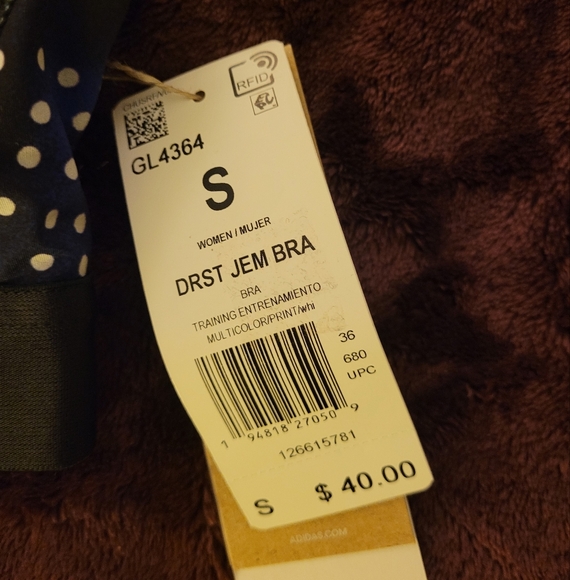 RFID
GL4364
S
WOMEN / MUJER
DRST JEM BRA
BRA
TRAINING ENTRENAMIENTO
MULTICOLOR/PRINT/whi
36
680
UPC
1 94818 27050 9
126615781
S $ 40.00
ADIDAS.COM